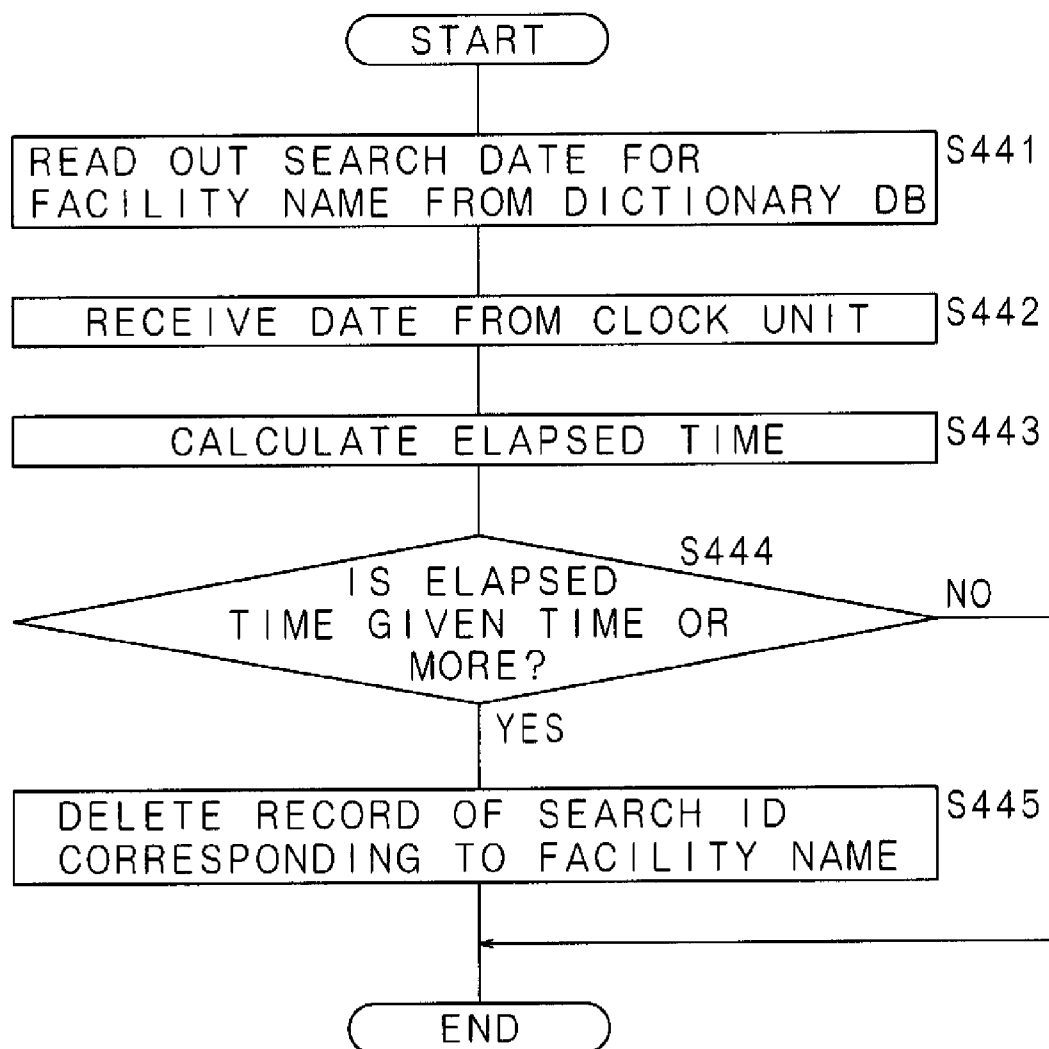 START
READ OUT SEARCH DATE FOR
FACILITY NAME FROM DICTIONARY DB
S441
RECEIVE DATE FROM CLOCK UNIT
S442
CALCULATE ELAPSED TIME
S443
S444
IS ELAPSED
TIME GIVEN TIME OR
MORE?
NO
YES
DELETE RECORD OF SEARCH ID
CORRESPONDING TO FACILITY NAME
S445
END